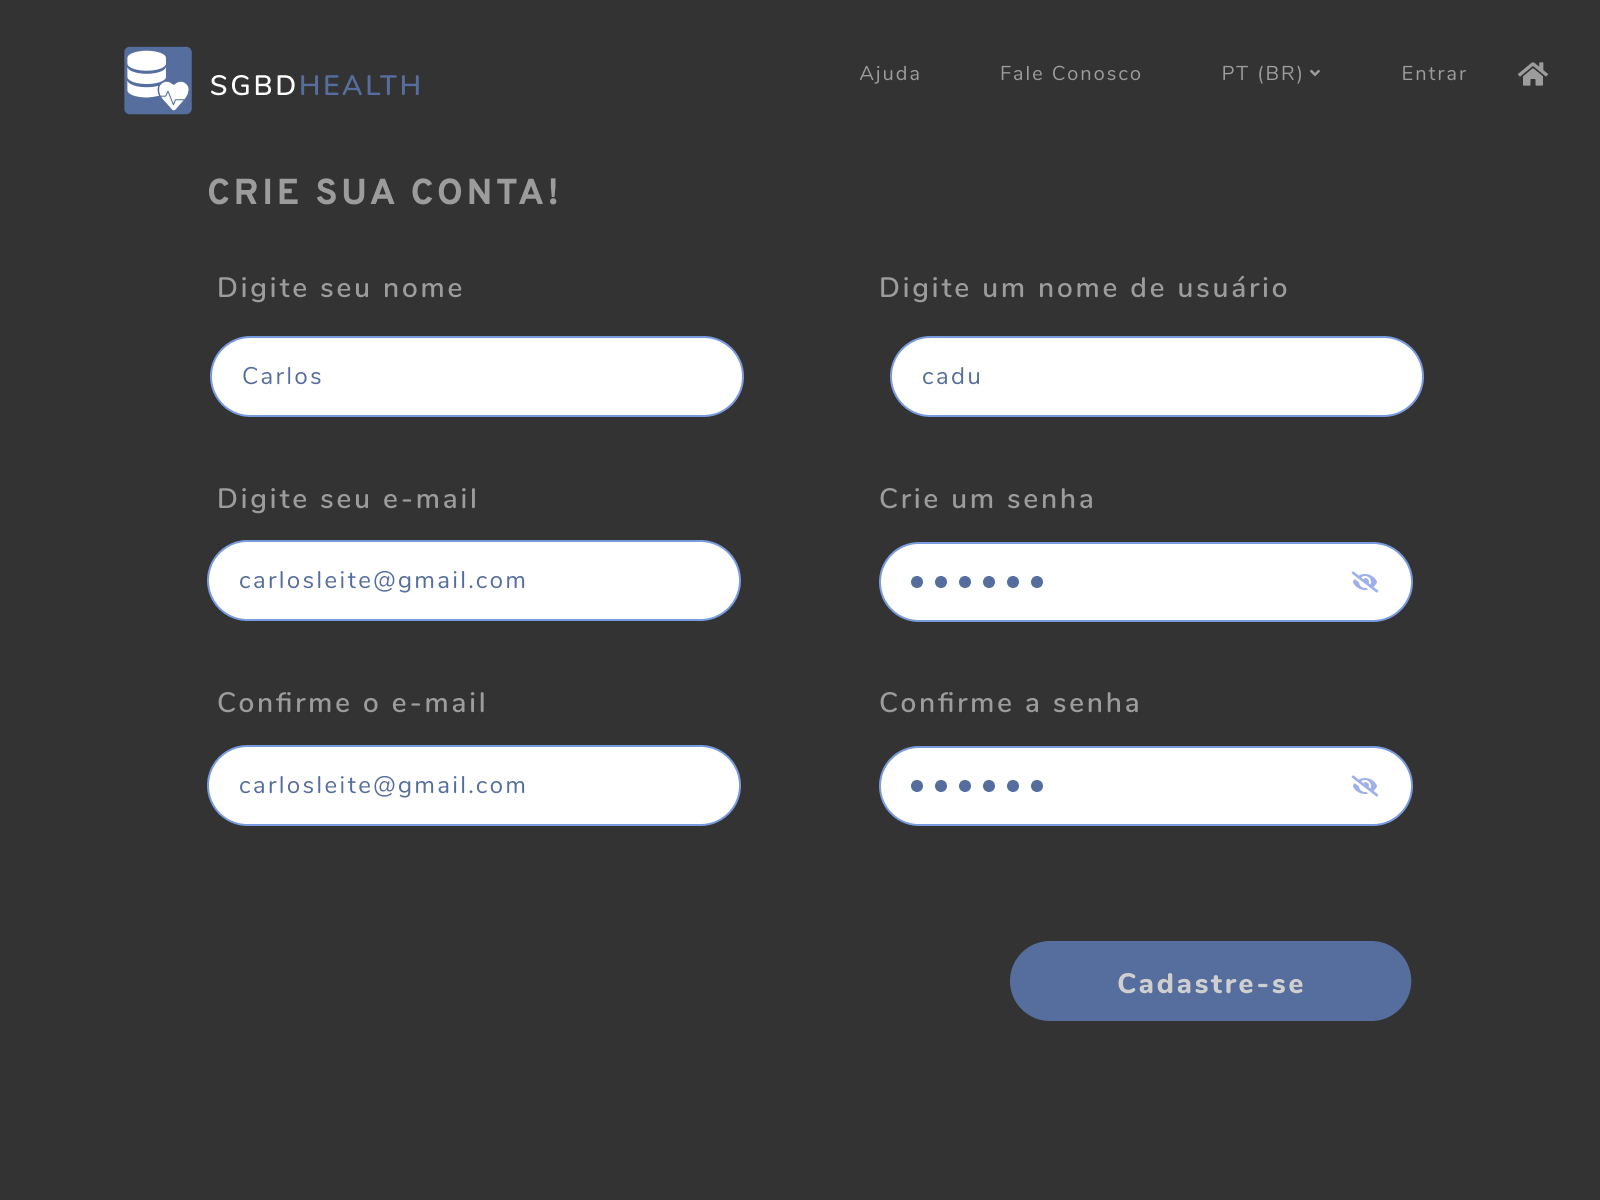 SGBDHEALTH
Ajuda
Fale Conosco
PT (BR)
Entrar
CRIE SUA CONTA!
Digite seu nome
Digite um nome de usuário
Carlos
cadu
Digite seu e-mail
Crie um senha
carlosleite@gmail.com
••••••
Confirme o e-mail
Confirme a senha
carlosleite@gmail.com
••••••
Cadastre-se